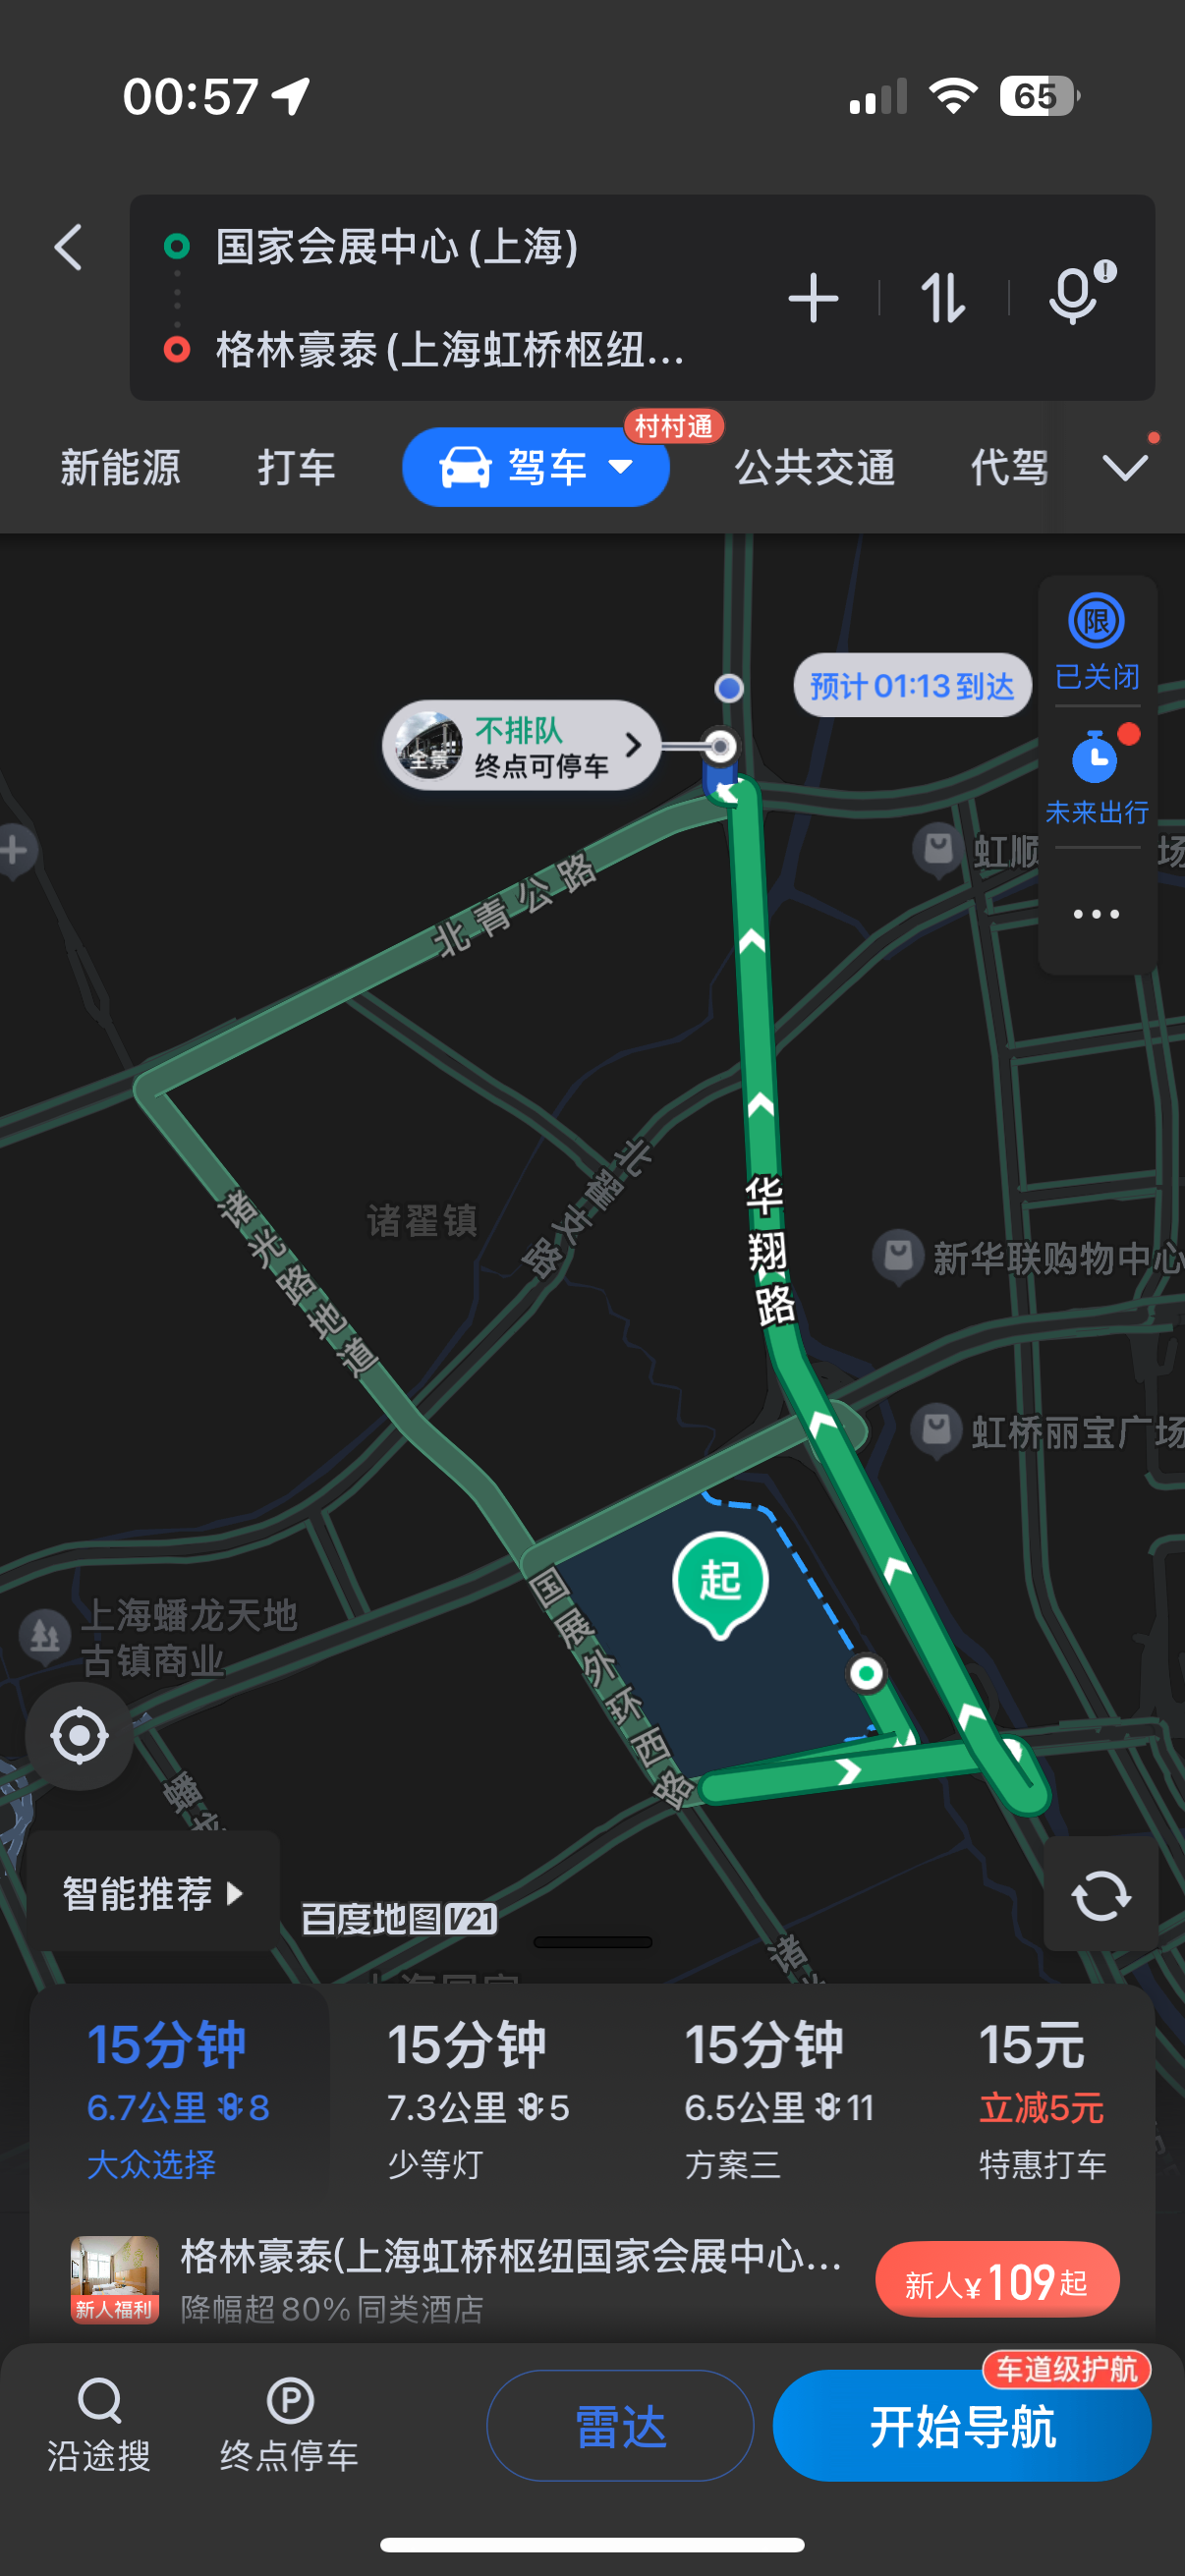 00:57
65
国家会展中心 (上海)
格林豪泰 (上海虹桥枢纽...
新能源
打车
驾车
村村通
公共交通
代驾
限
已关闭
预计 01:13 到达
全景
不排队
终点可停车
未来出行
虹顺
场
北青公路
诸光路地道
诸翟镇
北翟支路
华翔路
新华联购物中心
虹桥丽宝广场
起
国展外环西路
上海蟠龙天地
古镇商业
智能推荐
百度地图 V21
15分钟
6.7公里 8
大众选择
15分钟
7.3公里 5
少等灯
15分钟
6.5公里 11
方案三
15元
立减5元
特惠打车
新人福利
格林豪泰(上海虹桥枢纽国家会展中心...
降幅超 80% 同类酒店
新人¥109起
沿途搜
P
终点停车
雷达
开始导航
车道级护航